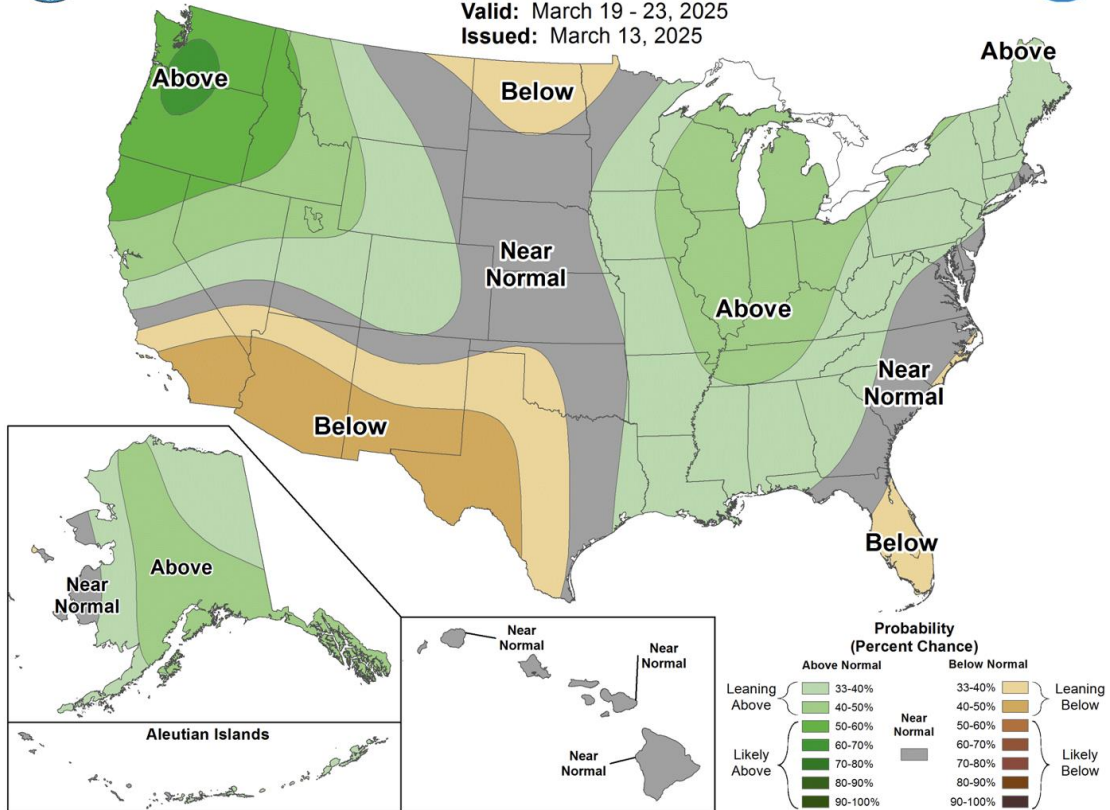 Valid: March 19 - 23, 2025
Issued: March 13, 2025
Above
Above
Below
Near
Normal
Above
Near
Normal
Below
Below
Above
Near
Normal
Near
Normal
Near
Normal
Near
Normal
Aleutian Islands
Probability
(Percent Chance)
Above Normal
Below Normal
Leaning
Above
33-40%
40-50%
Likely
Above
50-60%
60-70%
70-80%
80-90%
90-100%
Near
Normal
33-40%
40-50%
Leaning
Below
50-60%
60-70%
70-80%
80-90%
90-100%
Likely
Below